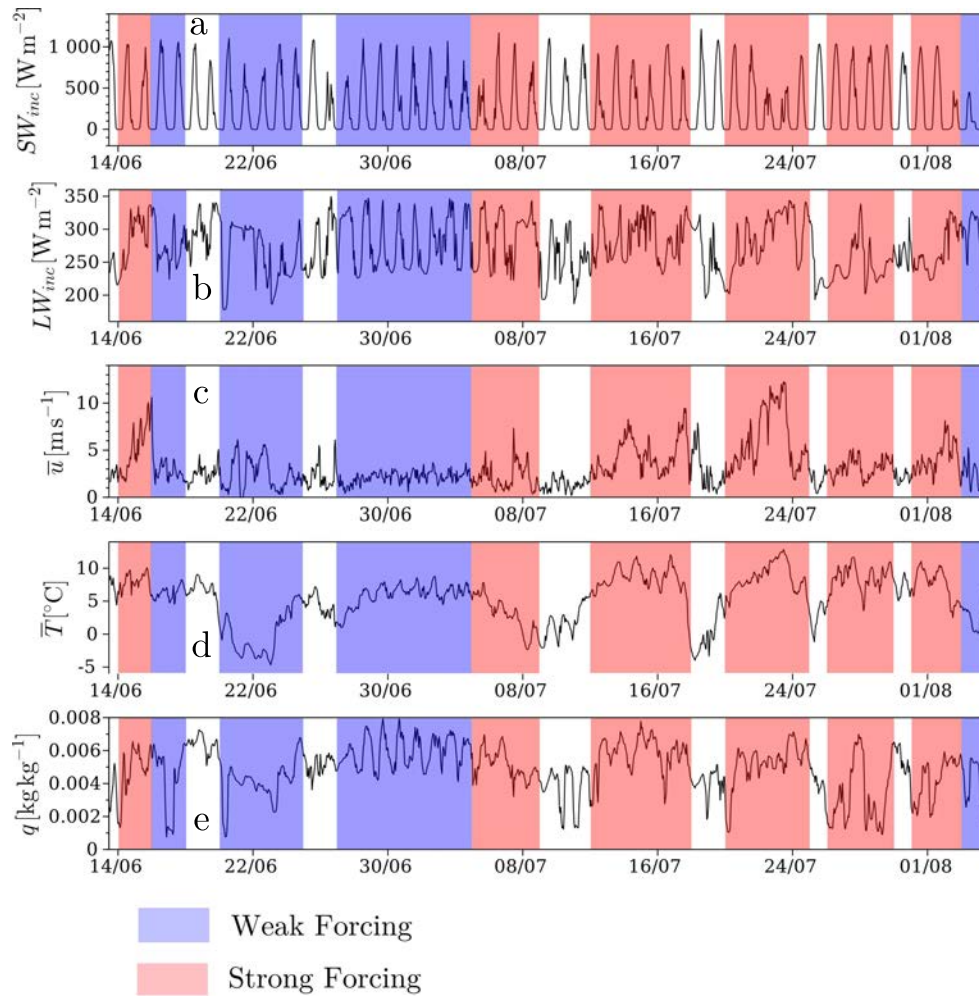 a
SW_inc [W m⁻²]
1 000
500
0
14/06 22/06 30/06 08/07 16/07 24/07 01/08
b
LW_inc [W m⁻²]
350
300
250
200
14/06 22/06 30/06 08/07 16/07 24/07 01/08
c
u̅ [ms⁻¹]
10
5
0
14/06 22/06 30/06 08/07 16/07 24/07 01/08
d
T̅ [°C]
10
5
0
-5
14/06 22/06 30/06 08/07 16/07 24/07 01/08
e
q [kg kg⁻¹]
0.008
0.006
0.004
0.002
0
14/06 22/06 30/06 08/07 16/07 24/07 01/08
Weak Forcing
Strong Forcing